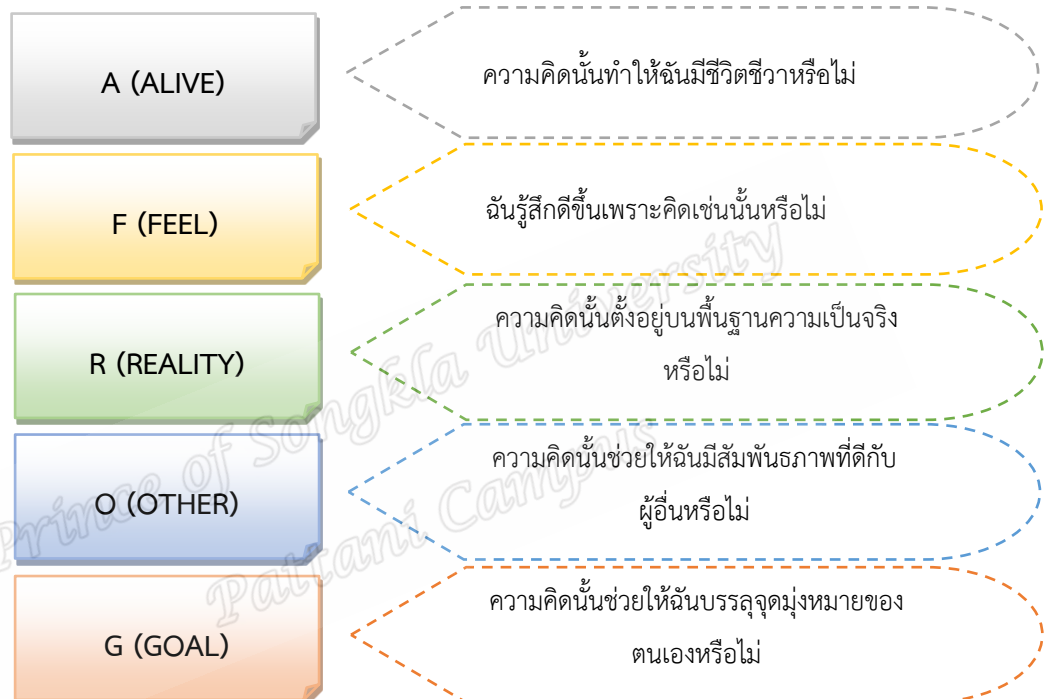 A (ALIVE)
ความคิดนั้นทำให้ฉันมีชีวิตชีวาหรือไม่
F (FEEL)
ฉันรู้สึกดีขึ้นเพราะคิดเช่นนั้นหรือไม่
R (REALITY)
ความคิดนั้นตั้งอยู่บนพื้นฐานความเป็นจริง
หรือไม่
O (OTHER)
ความคิดนั้นช่วยให้ฉันมีสัมพันธภาพที่ดีกับ
ผู้อื่นหรือไม่
G (GOAL)
ความคิดนั้นช่วยให้ฉันบรรลุจุดมุ่งหมายของ
ตนเองหรือไม่
Prince of Songkla University
Pattani Campus